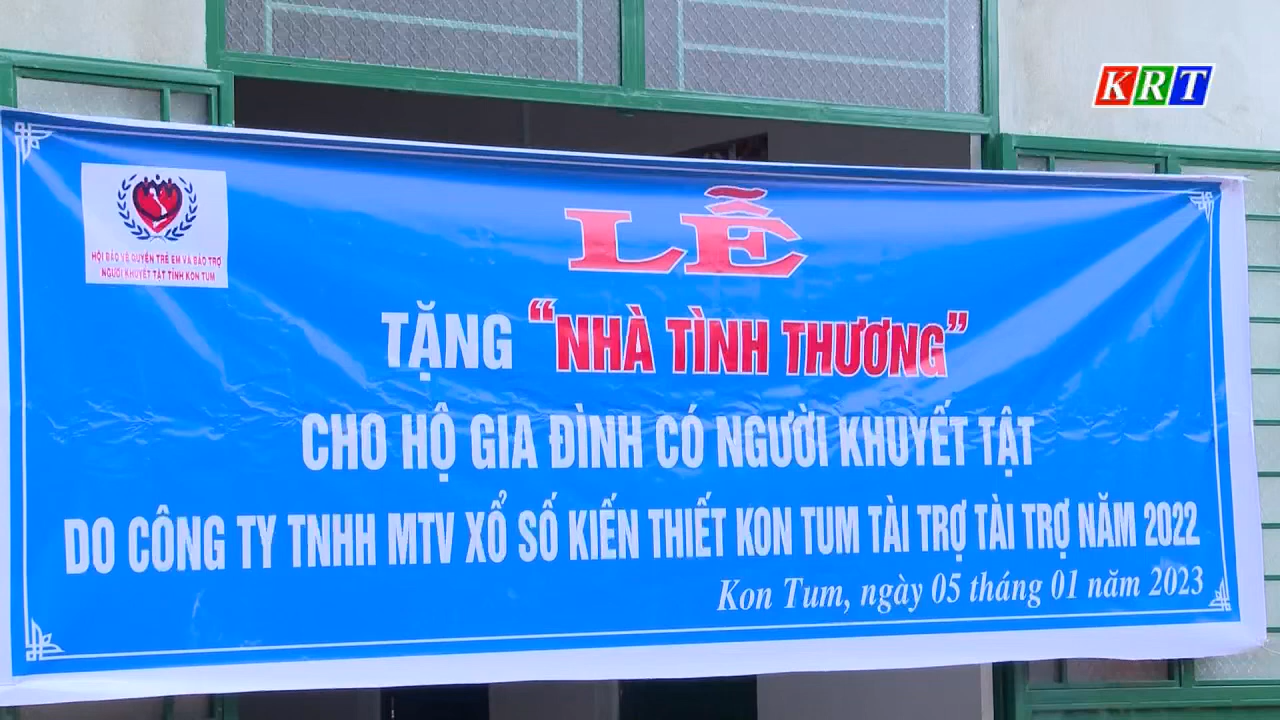 KRT
HỘI BẢO VỆ QUYỀN TRẺ EM VÀ BẢO TRỢ
NGƯỜI KHUYẾT TẬT TỈNH KON TUM
LỄ
TẶNG "NHÀ TÌNH THƯƠNG"
CHO HỘ GIA ĐÌNH CÓ NGƯỜI KHUYẾT TẬT
DO CÔNG TY TNHH MTV XỔ SỐ KIẾN THIẾT KON TUM TÀI TRỢ TÀI TRỢ NĂM 2022
Kon Tum, ngày 05 tháng 01 năm 2023